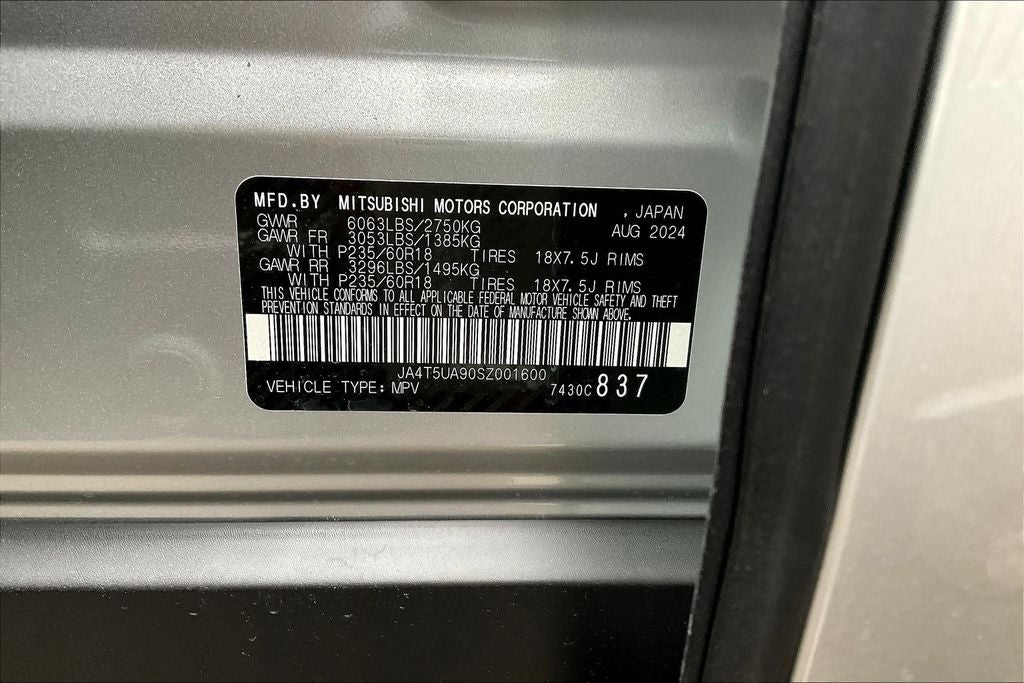 MFD.BY MITSUBISHI MOTORS CORPORATION , JAPAN
GVWR 6063LBS/2750KG AUG 2024
GAWR FR 3053LBS/1385KG
WITH P235/60R18 TIRES 18X7.5J RIMS
GAWR RR 3296LBS/1495KG
WITH P235/60R18 TIRES 18X7.5J RIMS
THIS VEHICLE CONFORMS TO ALL APPLICABLE FEDERAL MOTOR VEHICLE SAFETY AND THEFT
PREVENTION STANDARDS IN EFFECT ON THE DATE OF MANUFACTURE SHOWN ABOVE.
JA4T5UA90SZ001600
VEHICLE TYPE: MPV 7430C837